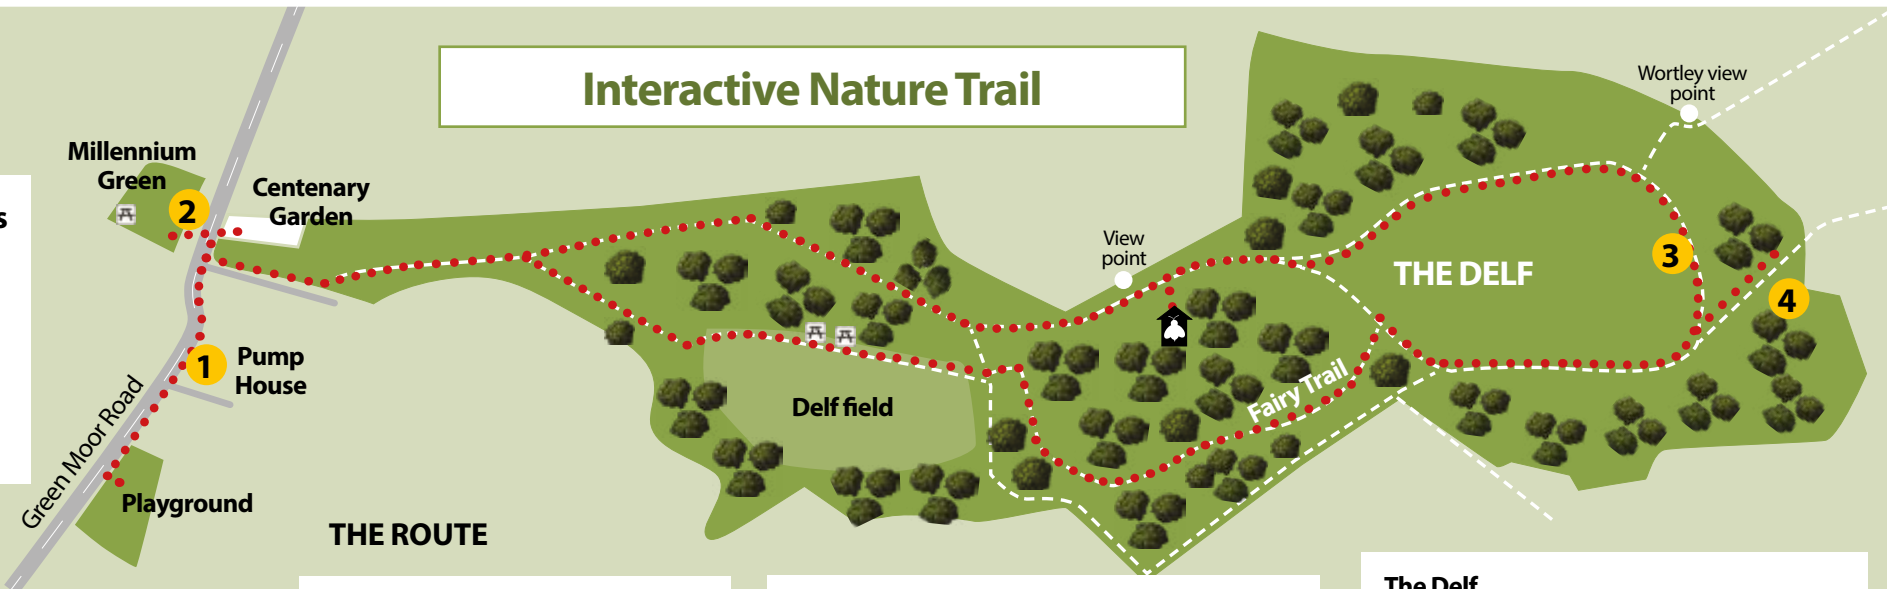 Interactive Nature Trail
Wortley view
point
Millennium
Green
2
Centenary
Garden
s
View
point
3
THE DELF
4
1
Pump
House
Fairy Trail
Delf field
Green Moor Road
Playground
THE ROUTE
The Delf